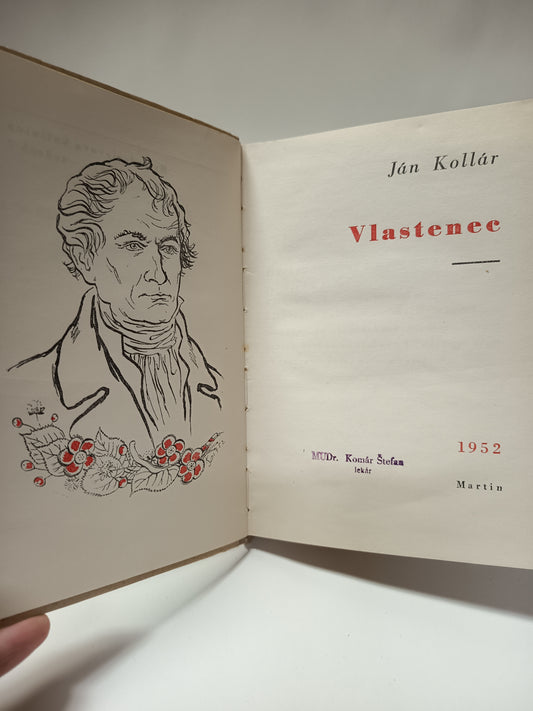 Ján Kollár
Vlastenec
MUDr. Komár Štefan
lekár
1952
Martin